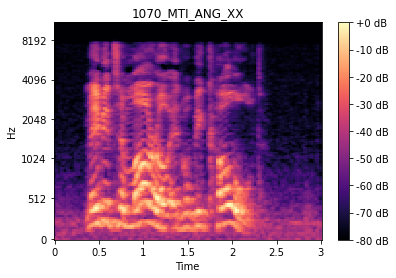 1070_MTI_ANG_XX
8192
4096
2048
1024
512
0
Hz
0 0.5 1 1.5 2 2.5 3
Time
+0 dB
-10 dB
-20 dB
-30 dB
-40 dB
-50 dB
-60 dB
-70 dB
-80 dB